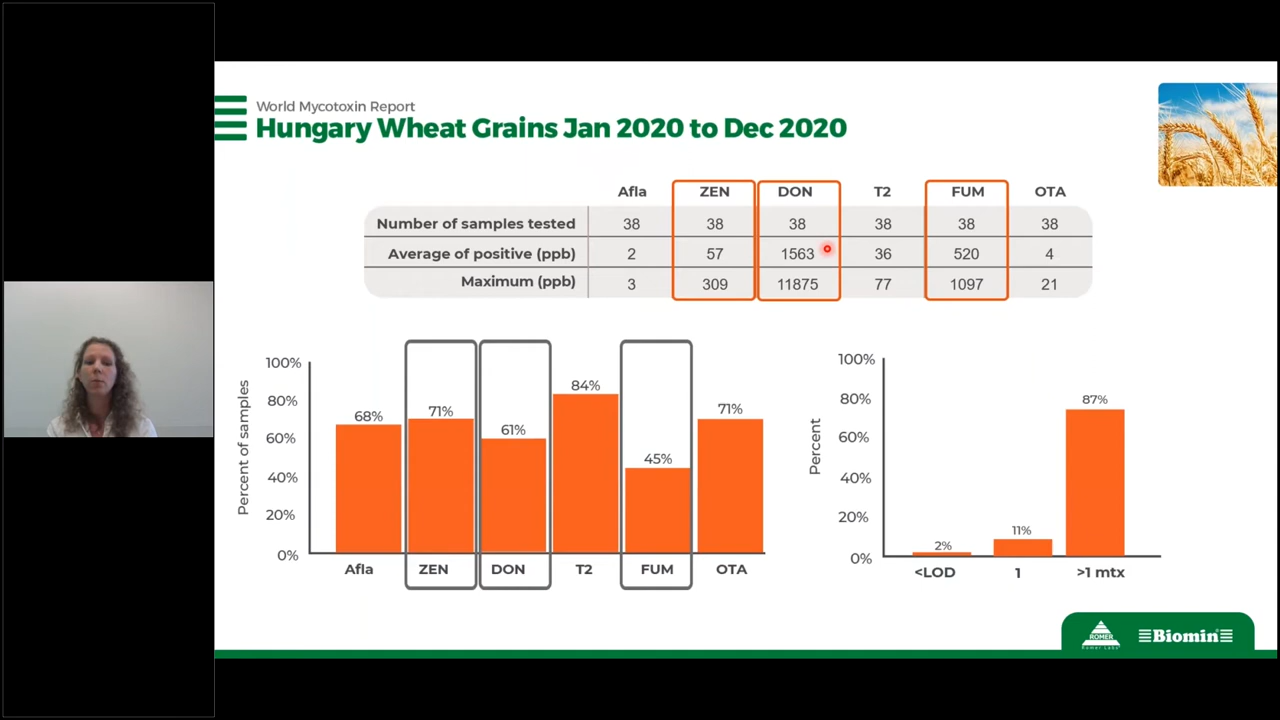 World Mycotoxin Report
Hungary Wheat Grains Jan 2020 to Dec 2020
Afla ZEN DON T2 FUM OTA
Number of samples tested 38 38 38 38 38 38
Average of positive (ppb) 2 57 1563 36 520 4
Maximum (ppb) 3 309 11875 77 1097 21
Percent of samples
100%
80%
60%
40%
20%
0%
68% 71% 61% 84% 45% 71%
Afla ZEN DON T2 FUM OTA
Percent
100%
80%
60%
40%
20%
0%
2% 11% 87%
<LOD 1 >1 mtx
ROMER
Romer Labs
Biomin